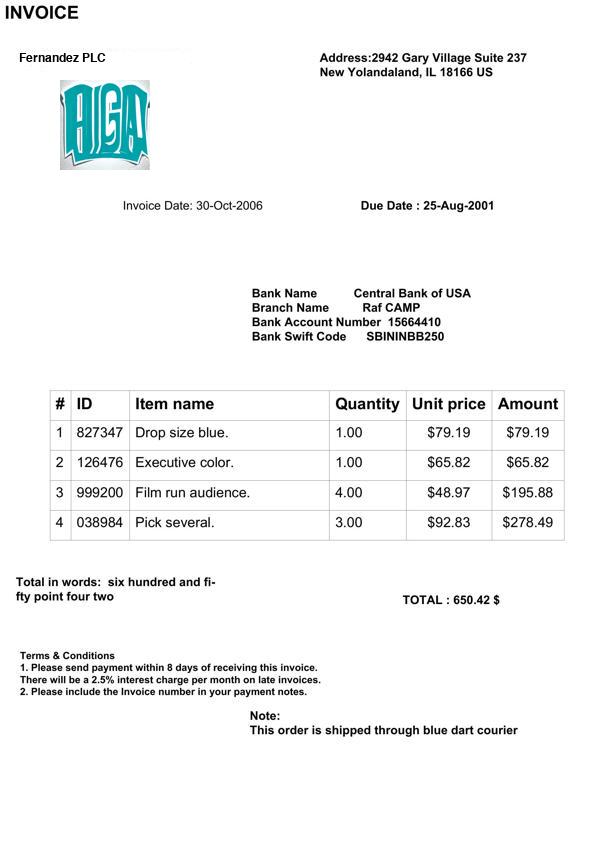 INVOICE
Fernandez PLC
Address:2942 Gary Village Suite 237
New Yolandaland, IL 18166 US
Invoice Date: 30-Oct-2006 Due Date : 25-Aug-2001
Bank Name Central Bank of USA
Branch Name Raf CAMP
Bank Account Number 15664410
Bank Swift Code SBININBB250
# ID Item name Quantity Unit price Amount
1 827347 Drop size blue. 1.00 $79.19 $79.19
2 126476 Executive color. 1.00 $65.82 $65.82
3 999200 Film run audience. 4.00 $48.97 $195.88
4 038984 Pick several. 3.00 $92.83 $278.49
Total in words: six hundred and fi-
fty point four two
TOTAL : 650.42 $
Terms & Conditions
1. Please send payment within 8 days of receiving this invoice.
There will be a 2.5% interest charge per month on late invoices.
2. Please include the Invoice number in your payment notes.
Note:
This order is shipped through blue dart courier